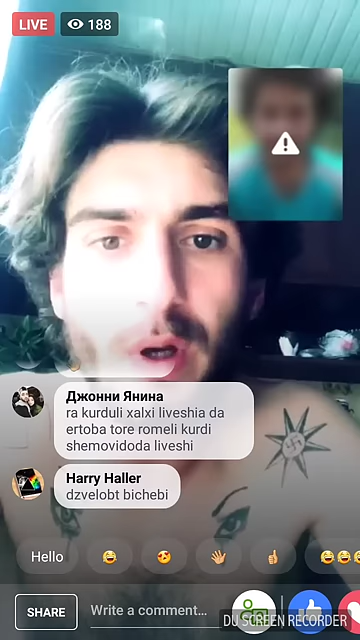 LIVE 188
Джонни Янина
ra kurduli xalxi liveshia da
ertoba tore romeli kurdi
shemovidoda liveshi
Harry Haller
dzvelobt bichebi
Hello
SHARE Write a comment...
DU SCREEN RECORDER